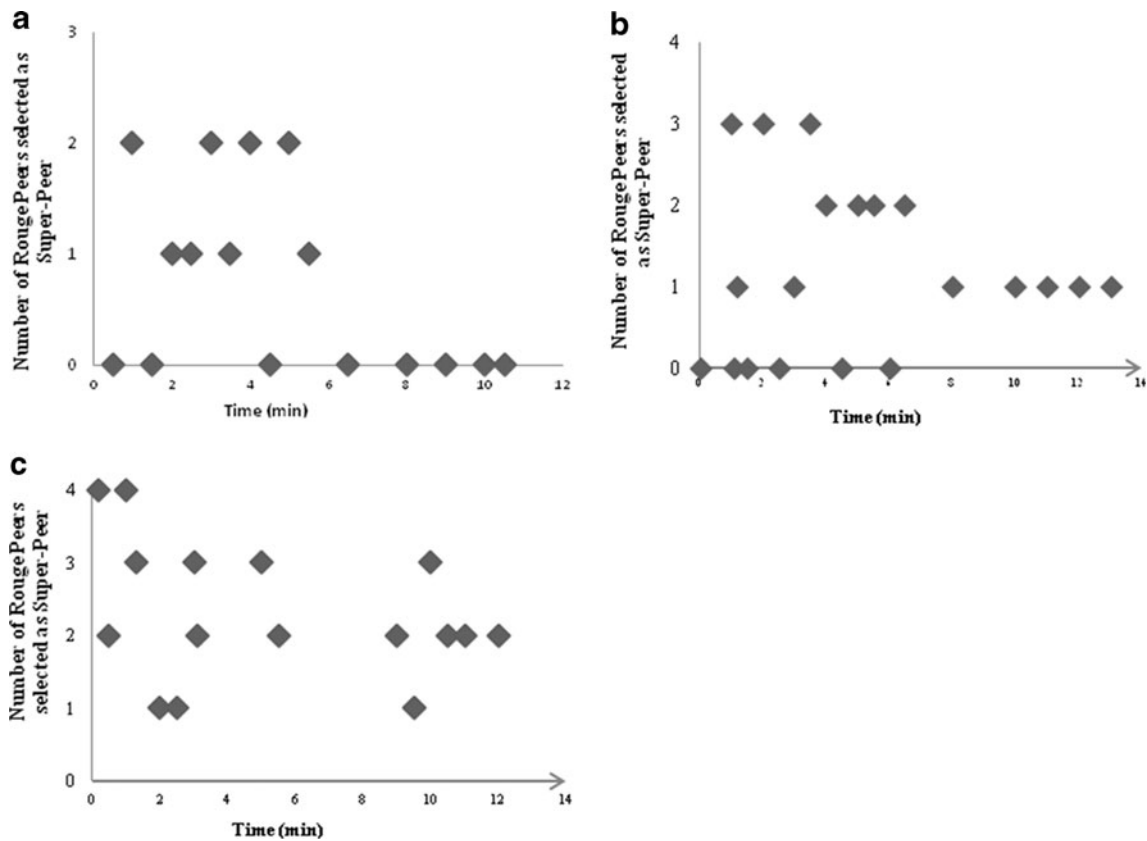 a
Number of RougePeers selected as
Super-Peer
3
2
1
0
0 2 4 6 8 10 12
Time (min)
b
Number of RougePeers selected
as Super-Peer
4
3
2
1
0
0 2 4 6 8 10 12 14
Time (min)
c
Number of RougePeers
selected as Super-Peer
4
3
2
1
0
0 2 4 6 8 10 12 14
Time (min)